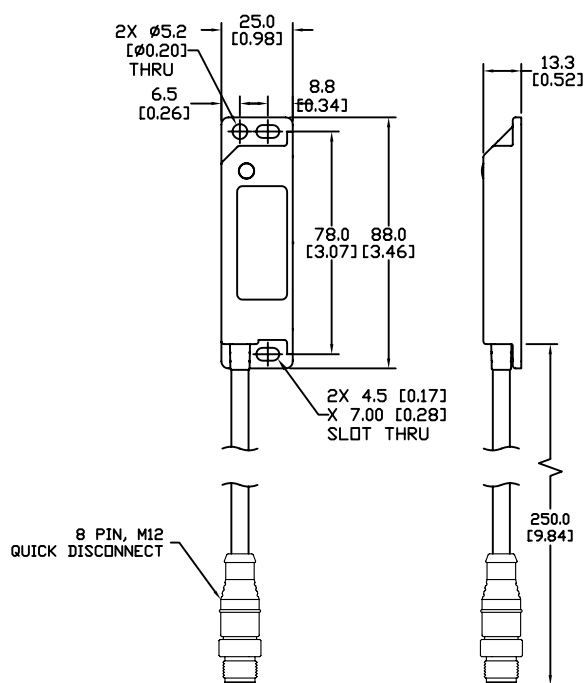 25.0
[0.98]
2X Ø5.2
[Ø0.20]
THRU
6.5
[0.26]
8.8
[0.34]
13.3
[0.52]
78.0
[3.07]
88.0
[3.46]
2X 4.5 [0.17]
X 7.00 [0.28]
SLOT THRU
250.0
[9.84]
8 PIN, M12
QUICK DISCONNECT